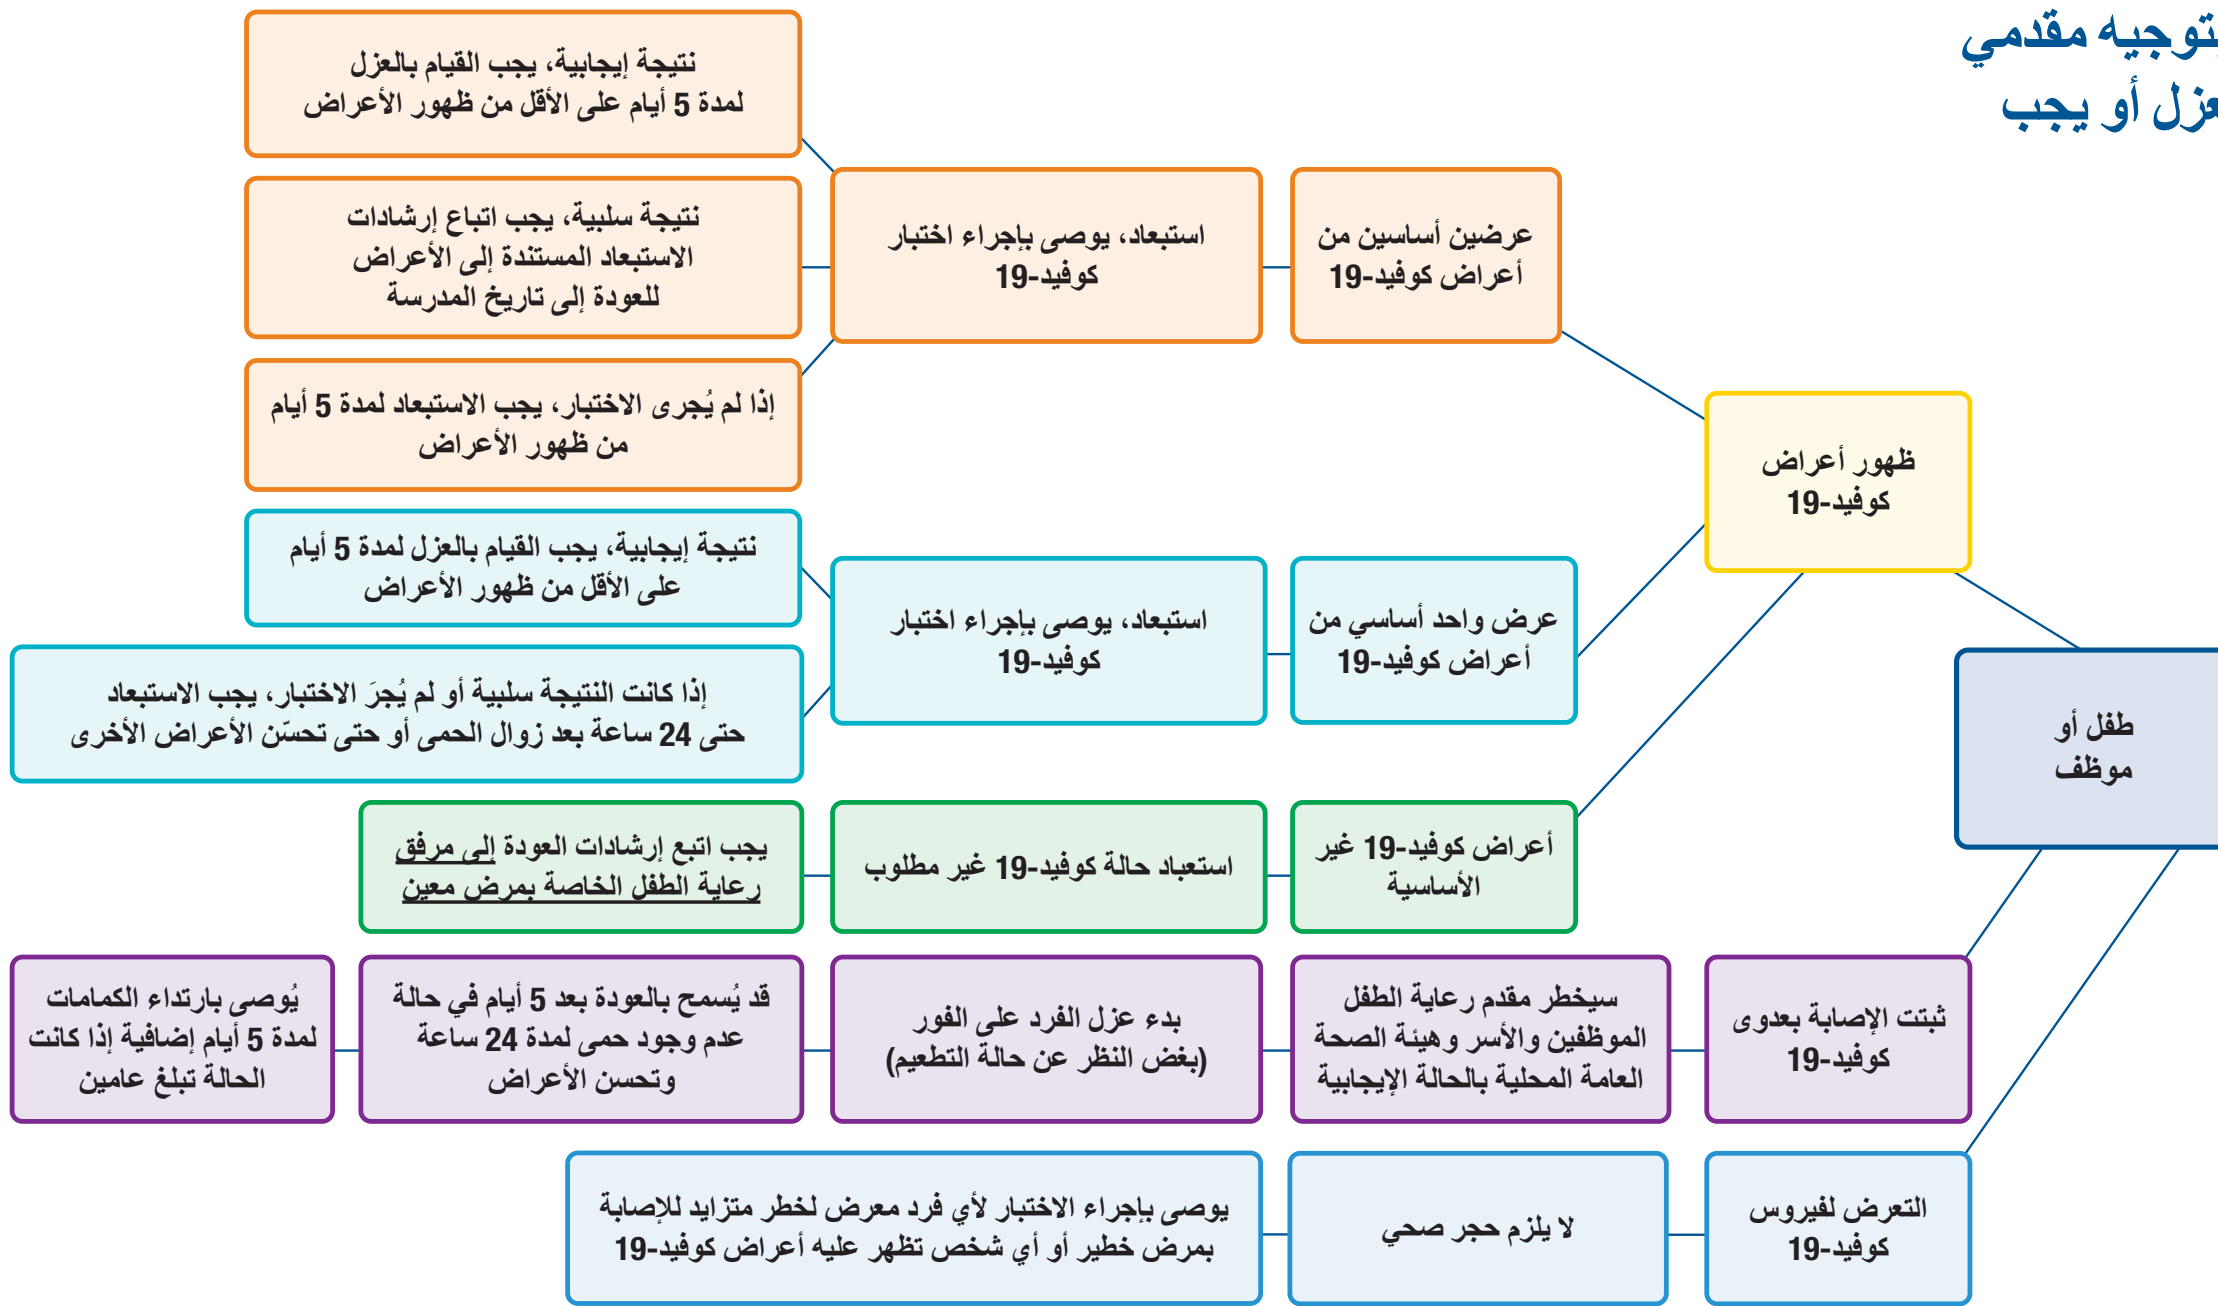 بتوجيه مقدمي
أو يجب
طفل أو
موظف
ظهور أعراض
كوفيد-19
عرضين أساسين من
أعراض كوفيد-19
استبعاد، يوصى بإجراء اختبار
كوفيد-19
نتيجة إيجابية، يجب القيام بالعزل
لمدة 5 أيام على الأقل من ظهور الأعراض
نتيجة سلبية، يجب اتباع إرشادات
الاستبعاد المستندة إلى الأعراض
للعودة إلى تاريخ المدرسة
إذا لم يُجرى الاختبار، يجب الاستبعاد لمدة 5 أيام
من ظهور الأعراض
عرض واحد أساسي من
أعراض كوفيد-19
استبعاد، يوصى بإجراء اختبار
كوفيد-19
نتيجة إيجابية، يجب القيام بالعزل لمدة 5 أيام
على الأقل من ظهور الأعراض
إذا كانت النتيجة سلبية أو لم يُجرَ الاختبار، يجب الاستبعاد
حتى 24 ساعة بعد زوال الحمى أو حتى تحسّن الأعراض الأخرى
أعراض كوفيد-19 غير
الأساسية
استعباد حالة كوفيد-19 غير مطلوب
يجب اتبع إرشادات العودة إلى مرفق
رعاية الطفل الخاصة بمرض معين
ثبتت الإصابة بعدوى
كوفيد-19
سيخطر مقدم رعاية الطفل
الموظفين والأسر وهيئة الصحة
العامة المحلية بالحالة الإيجابية
بدء عزل الفرد على الفور
(بغض النظر عن حالة التطعيم)
قد يُسمح بالعودة بعد 5 أيام في حالة
عدم وجود حمى لمدة 24 ساعة
وتحسن الأعراض
يُوصى بارتداء الكمامات
لمدة 5 أيام إضافية إذا كانت
الحالة تبلغ عامين
التعرض لفيروس
كوفيد-19
لا يلزم حجر صحي
يوصى بإجراء الاختبار لأي فرد معرض لخطر متزايد للإصابة
بمرض خطير أو أي شخص تظهر عليه أعراض كوفيد-19